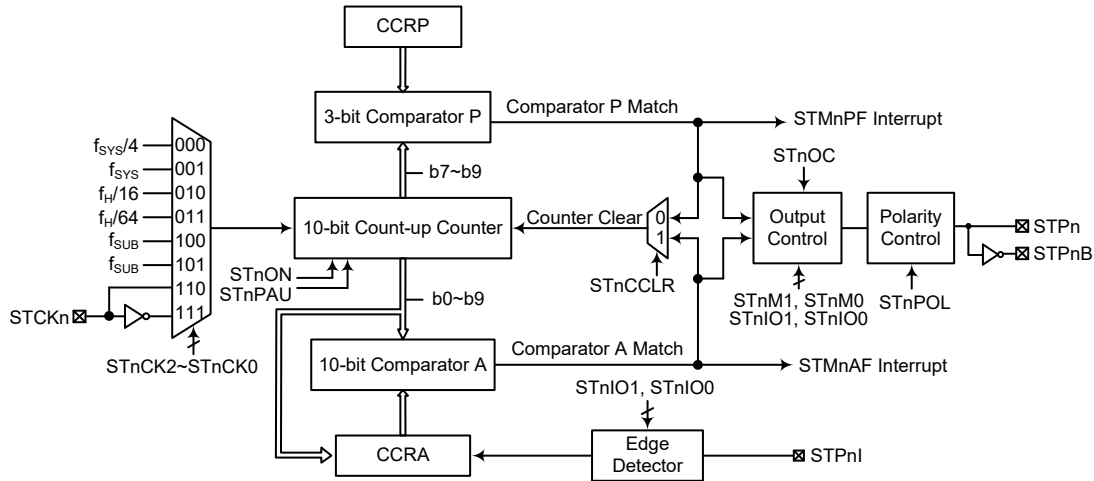 CCRP
3-bit Comparator P
Comparator P Match
STMnPF Interrupt
b7~b9
STnOC
fSYS/4
000
fSYS
001
fH/16
010
fH/64
011
fSUB
100
fSUB
101
110
111
STCKn
STnCK2~STnCK0
10-bit Count-up Counter
Counter Clear
0
1
STnCCLR
Output
Control
Polarity
Control
STPn
STPnB
STnON
STnPAU
STnM1, STnM0
STnIO1, STnIO0
STnPOL
b0~b9
10-bit Comparator A
Comparator A Match
STMnAF Interrupt
STnIO1, STnIO0
CCRA
Edge
Detector
STPnI